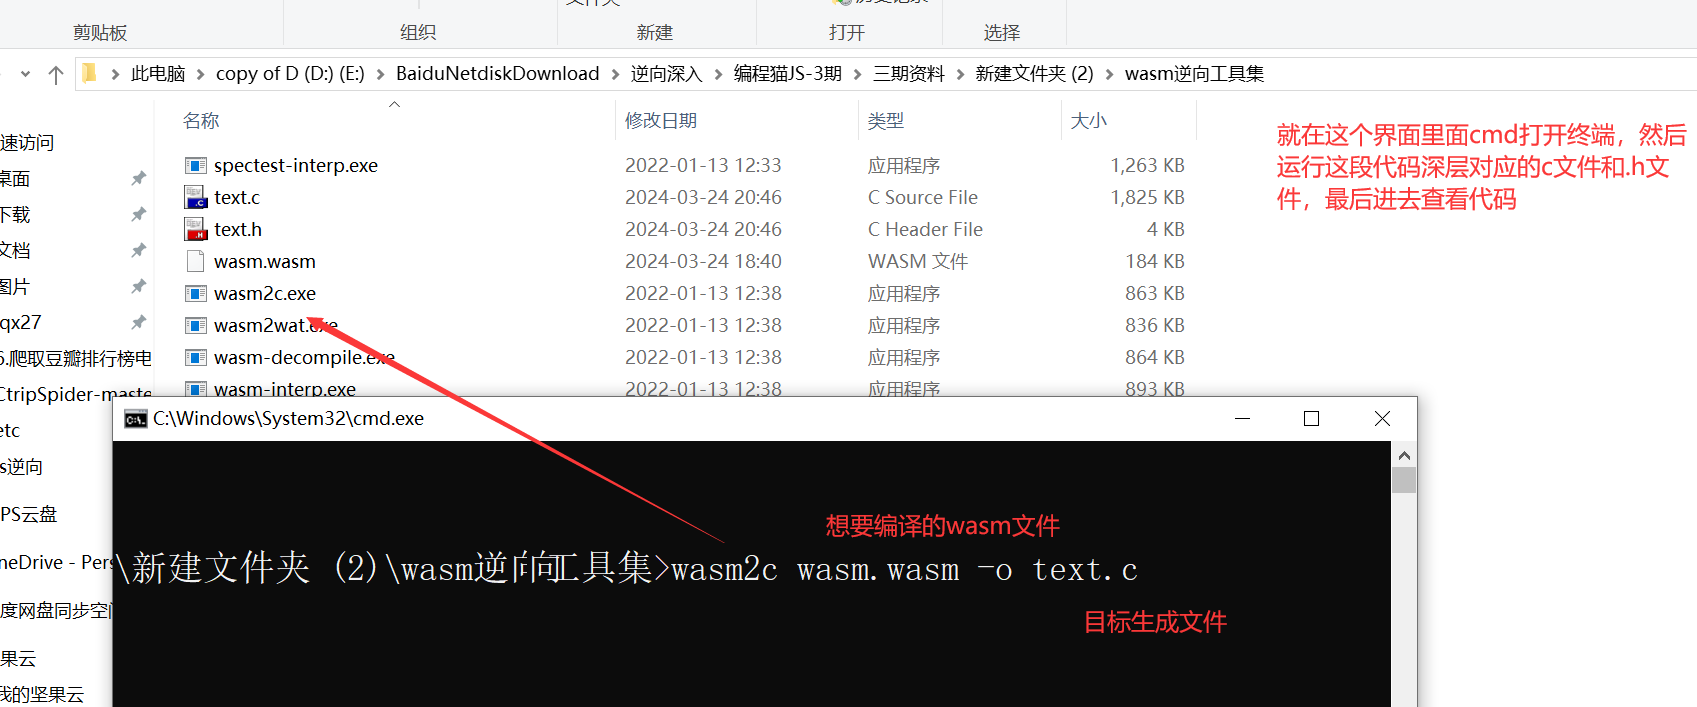 剪贴板
组织
新建
打开
选择
此电脑 copy of D (D:) (E:) BaiduNetdiskDownload 逆向深入 编程猫JS-3期 三期资料 新建文件夹 (2) wasm逆向工具集
名称 修改日期 类型 大小
速访问
桌面
下载
文档
图片
qx27
6.爬取豆瓣排行榜电
CtripSpider-maste
etc
s逆向
PS云盘
neDrive - Pers
度网盘同步空间
果云
我的坚果云
spectest-interp.exe 2022-01-13 12:33 应用程序 1,263 KB
text.c 2024-03-24 20:46 C Source File 1,825 KB
text.h 2024-03-24 20:46 C Header File 4 KB
wasm.wasm 2024-03-24 18:40 WASM 文件 184 KB
wasm2c.exe 2022-01-13 12:38 应用程序 863 KB
wasm2wat.exe 2022-01-13 12:38 应用程序 836 KB
wasm-decompile.exe 2022-01-13 12:38 应用程序 864 KB
wasm-interp.exe 2022-01-13 12:38 应用程序 893 KB
就在这个界面里面cmd打开终端，然后
运行这段代码深层对应的c文件和.h文
件，最后进去查看代码
C:\Windows\System32\cmd.exe
想要编译的wasm文件
\新建文件夹 (2)\wasm逆向工具集>wasm2c wasm.wasm -o text.c
目标生成文件